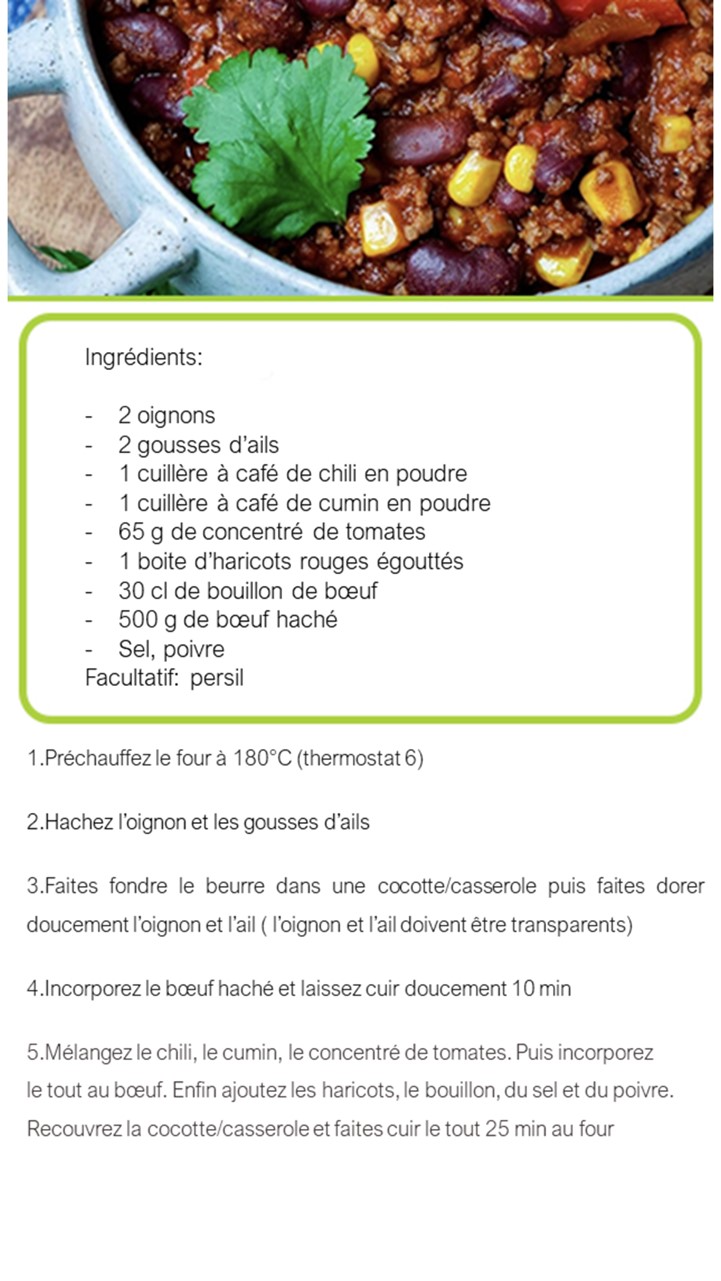 Ingrédients:
- 2 oignons
- 2 gousses d'ails
- 1 cuillère à café de chili en poudre
- 1 cuillère à café de cumin en poudre
- 65 g de concentré de tomates
- 1 boite d'haricots rouges égouttés
- 30 cl de bouillon de bœuf
- 500 g de bœuf haché
- Sel, poivre
Facultatif: persil
1.Préchauffez le four à 180°C (thermostat 6)
2.Hachez l'oignon et les gousses d'ails
3.Faites fondre le beurre dans une cocotte/casserole puis faites dorer
doucement l'oignon et l'ail ( l'oignon et l'ail doivent être transparents)
4.Incorporez le bœuf haché et laissez cuir doucement 10 min
5.Mélangez le chili, le cumin, le concentré de tomates. Puis incorporez
le tout au bœuf. Enfin ajoutez les haricots, le bouillon, du sel et du poivre.
Recouvrez la cocotte/casserole et faites cuir le tout 25 min au four